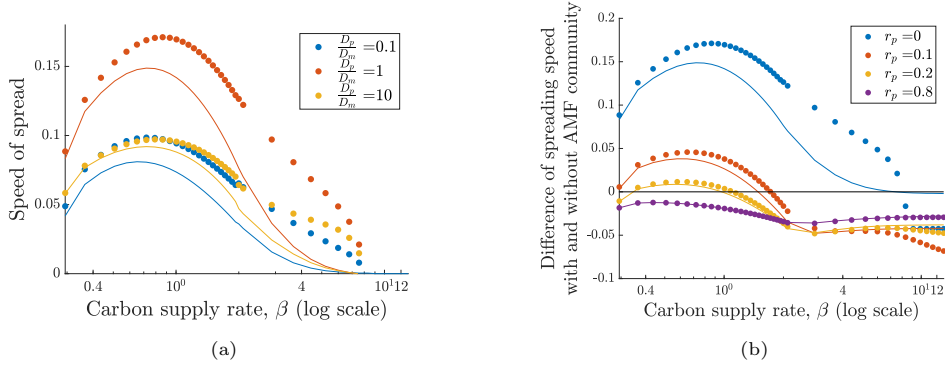 Speed of spread
0.15
0.1
0.05
0
D_p/D_m =0.1
D_p/D_m =1
D_p/D_m =10
0.4
10^0
4
10^1 12
Carbon supply rate, β (log scale)
(a)
Difference of spreading speed
with and without AMF community
0.2
0.15
0.1
0.05
0
-0.05
-0.1
r_p =0
r_p =0.1
r_p =0.2
r_p =0.8
0.4
10^0
4
10^1 12
Carbon supply rate, β (log scale)
(b)